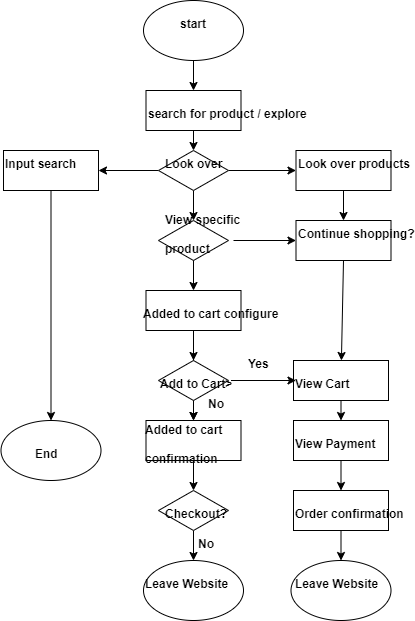 start
search for product / explore
Input search
Look over
Look over products
View specific
product
Continue shopping?
Added to cart configure
Yes
Add to Cart>
View Cart
No
Added to cart
confirmation
View Payment
End
Checkout?
Order confirmation
No
Leave Website
Leave Website